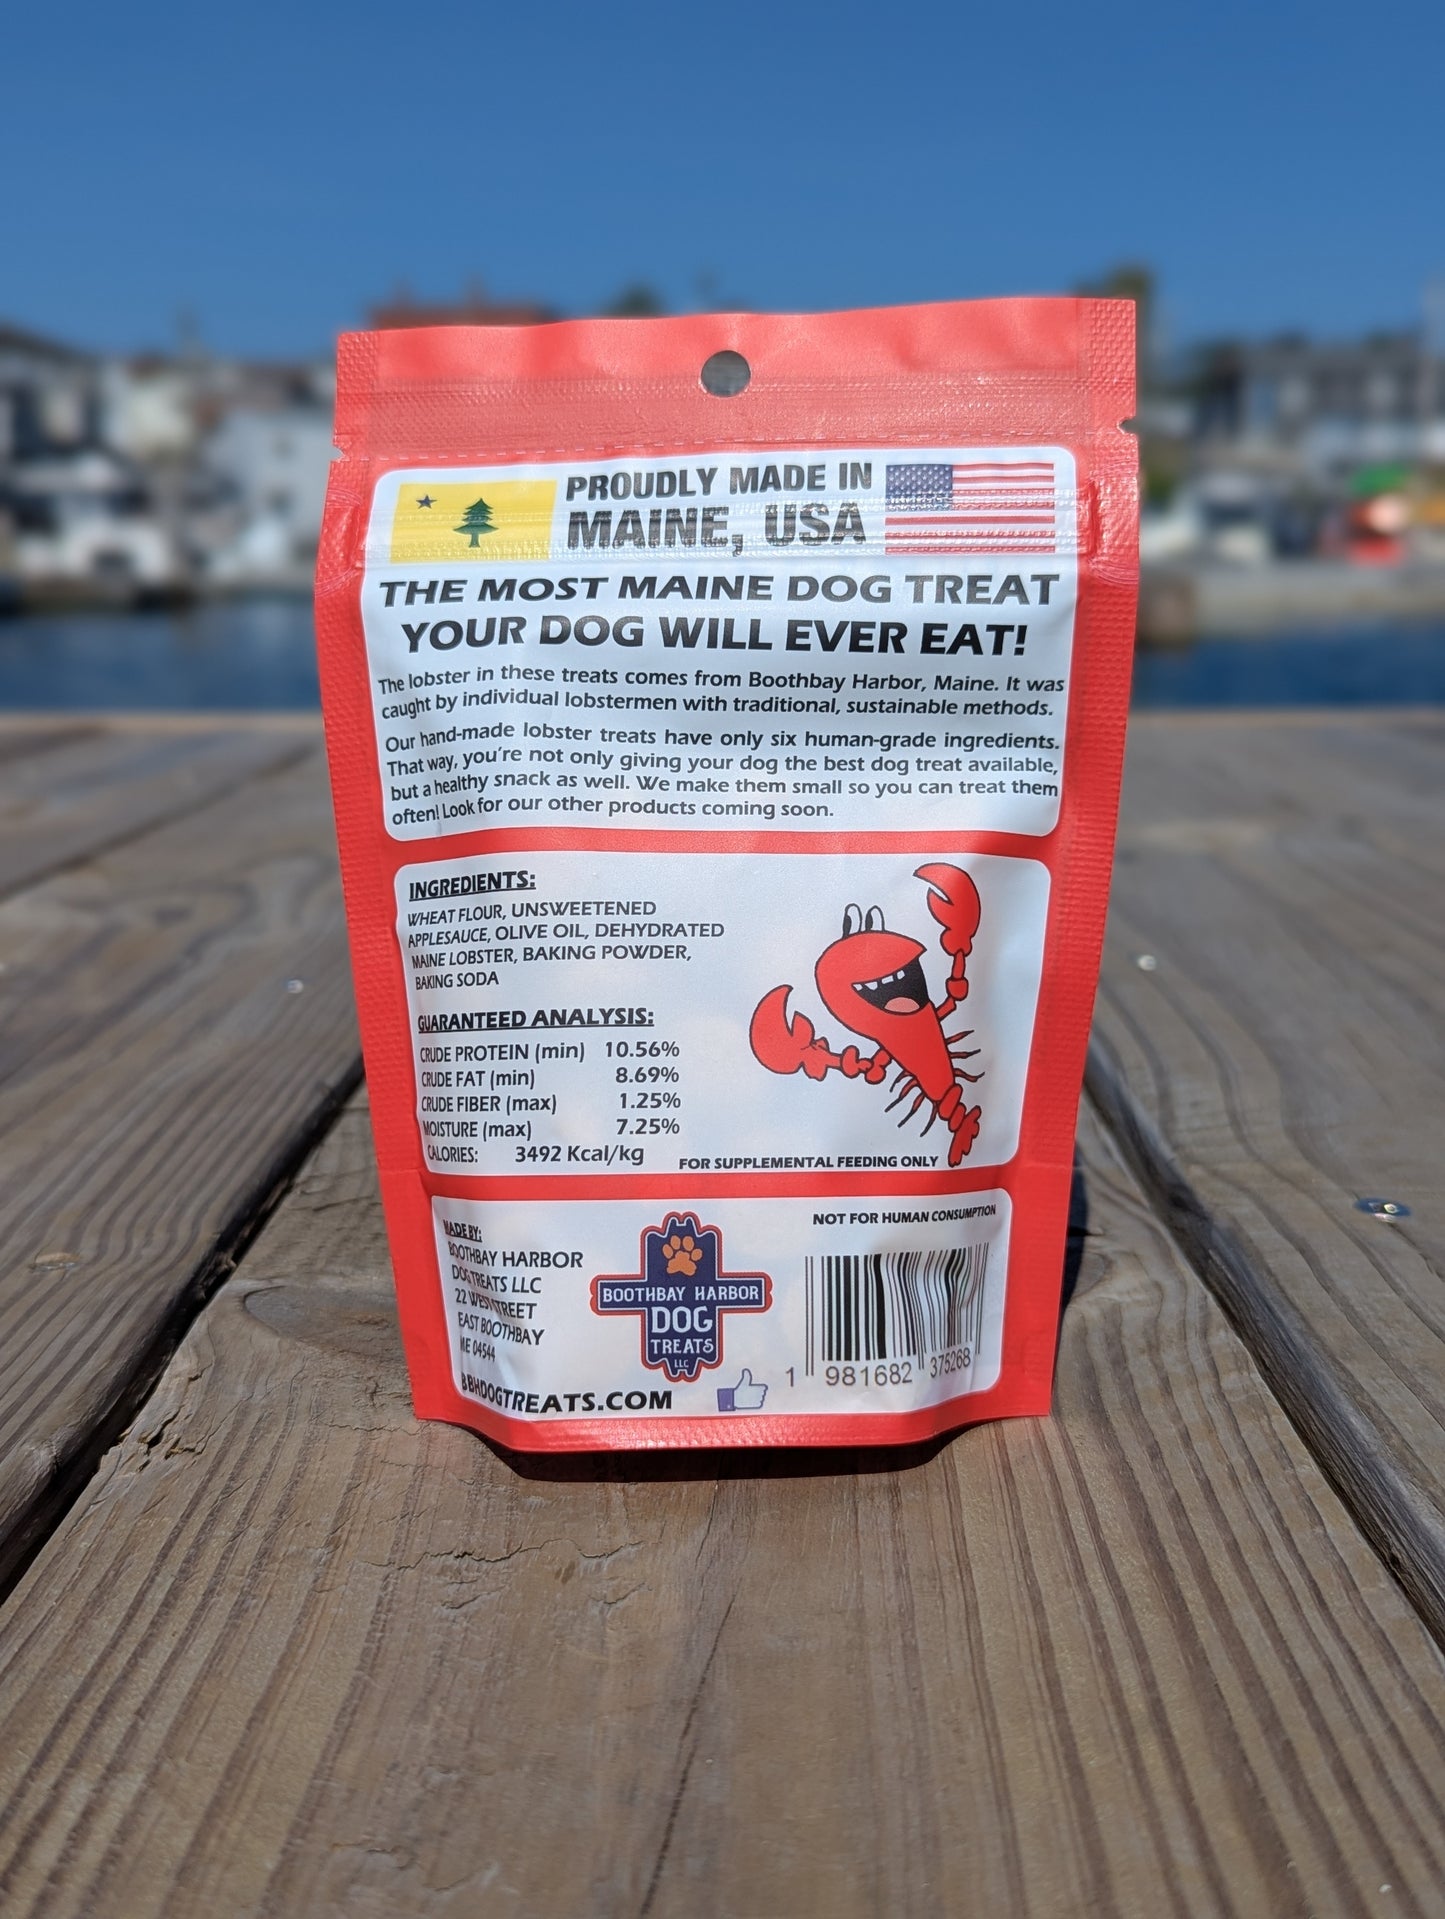 PROUDLY MADE IN
MAINE, USA
THE MOST MAINE DOG TREAT
YOUR DOG WILL EVER EAT!
The lobster in these treats comes from Boothbay Harbor, Maine. It was
caught by individual lobstermen with traditional, sustainable methods.
Our hand-made lobster treats have only six human-grade ingredients.
That way, you're not only giving your dog the best dog treat available,
but a healthy snack as well. We make them small so you can treat them
often! Look for our other products coming soon.
INGREDIENTS:
WHEAT FLOUR, UNSWEETENED
APPLESAUCE, OLIVE OIL, DEHYDRATED
MAINE LOBSTER, BAKING POWDER,
BAKING SODA
GUARANTEED ANALYSIS:
CRUDE PROTEIN (min) 10.56%
CRUDE FAT (min) 8.69%
CRUDE FIBER (max) 1.25%
MOISTURE (max) 7.25%
CALORIES: 3492 Kcal/kg
FOR SUPPLEMENTAL FEEDING ONLY
MADE BY:
BOOTHBAY HARBOR
DOG TREATS LLC
22 WEST STREET
EAST BOOTHBAY
ME 04544
BBHDOGTREATS.COM
BOOTHBAY HARBOR
DOG
TREATS
LLC
NOT FOR HUMAN CONSUMPTION
1 981682 375268